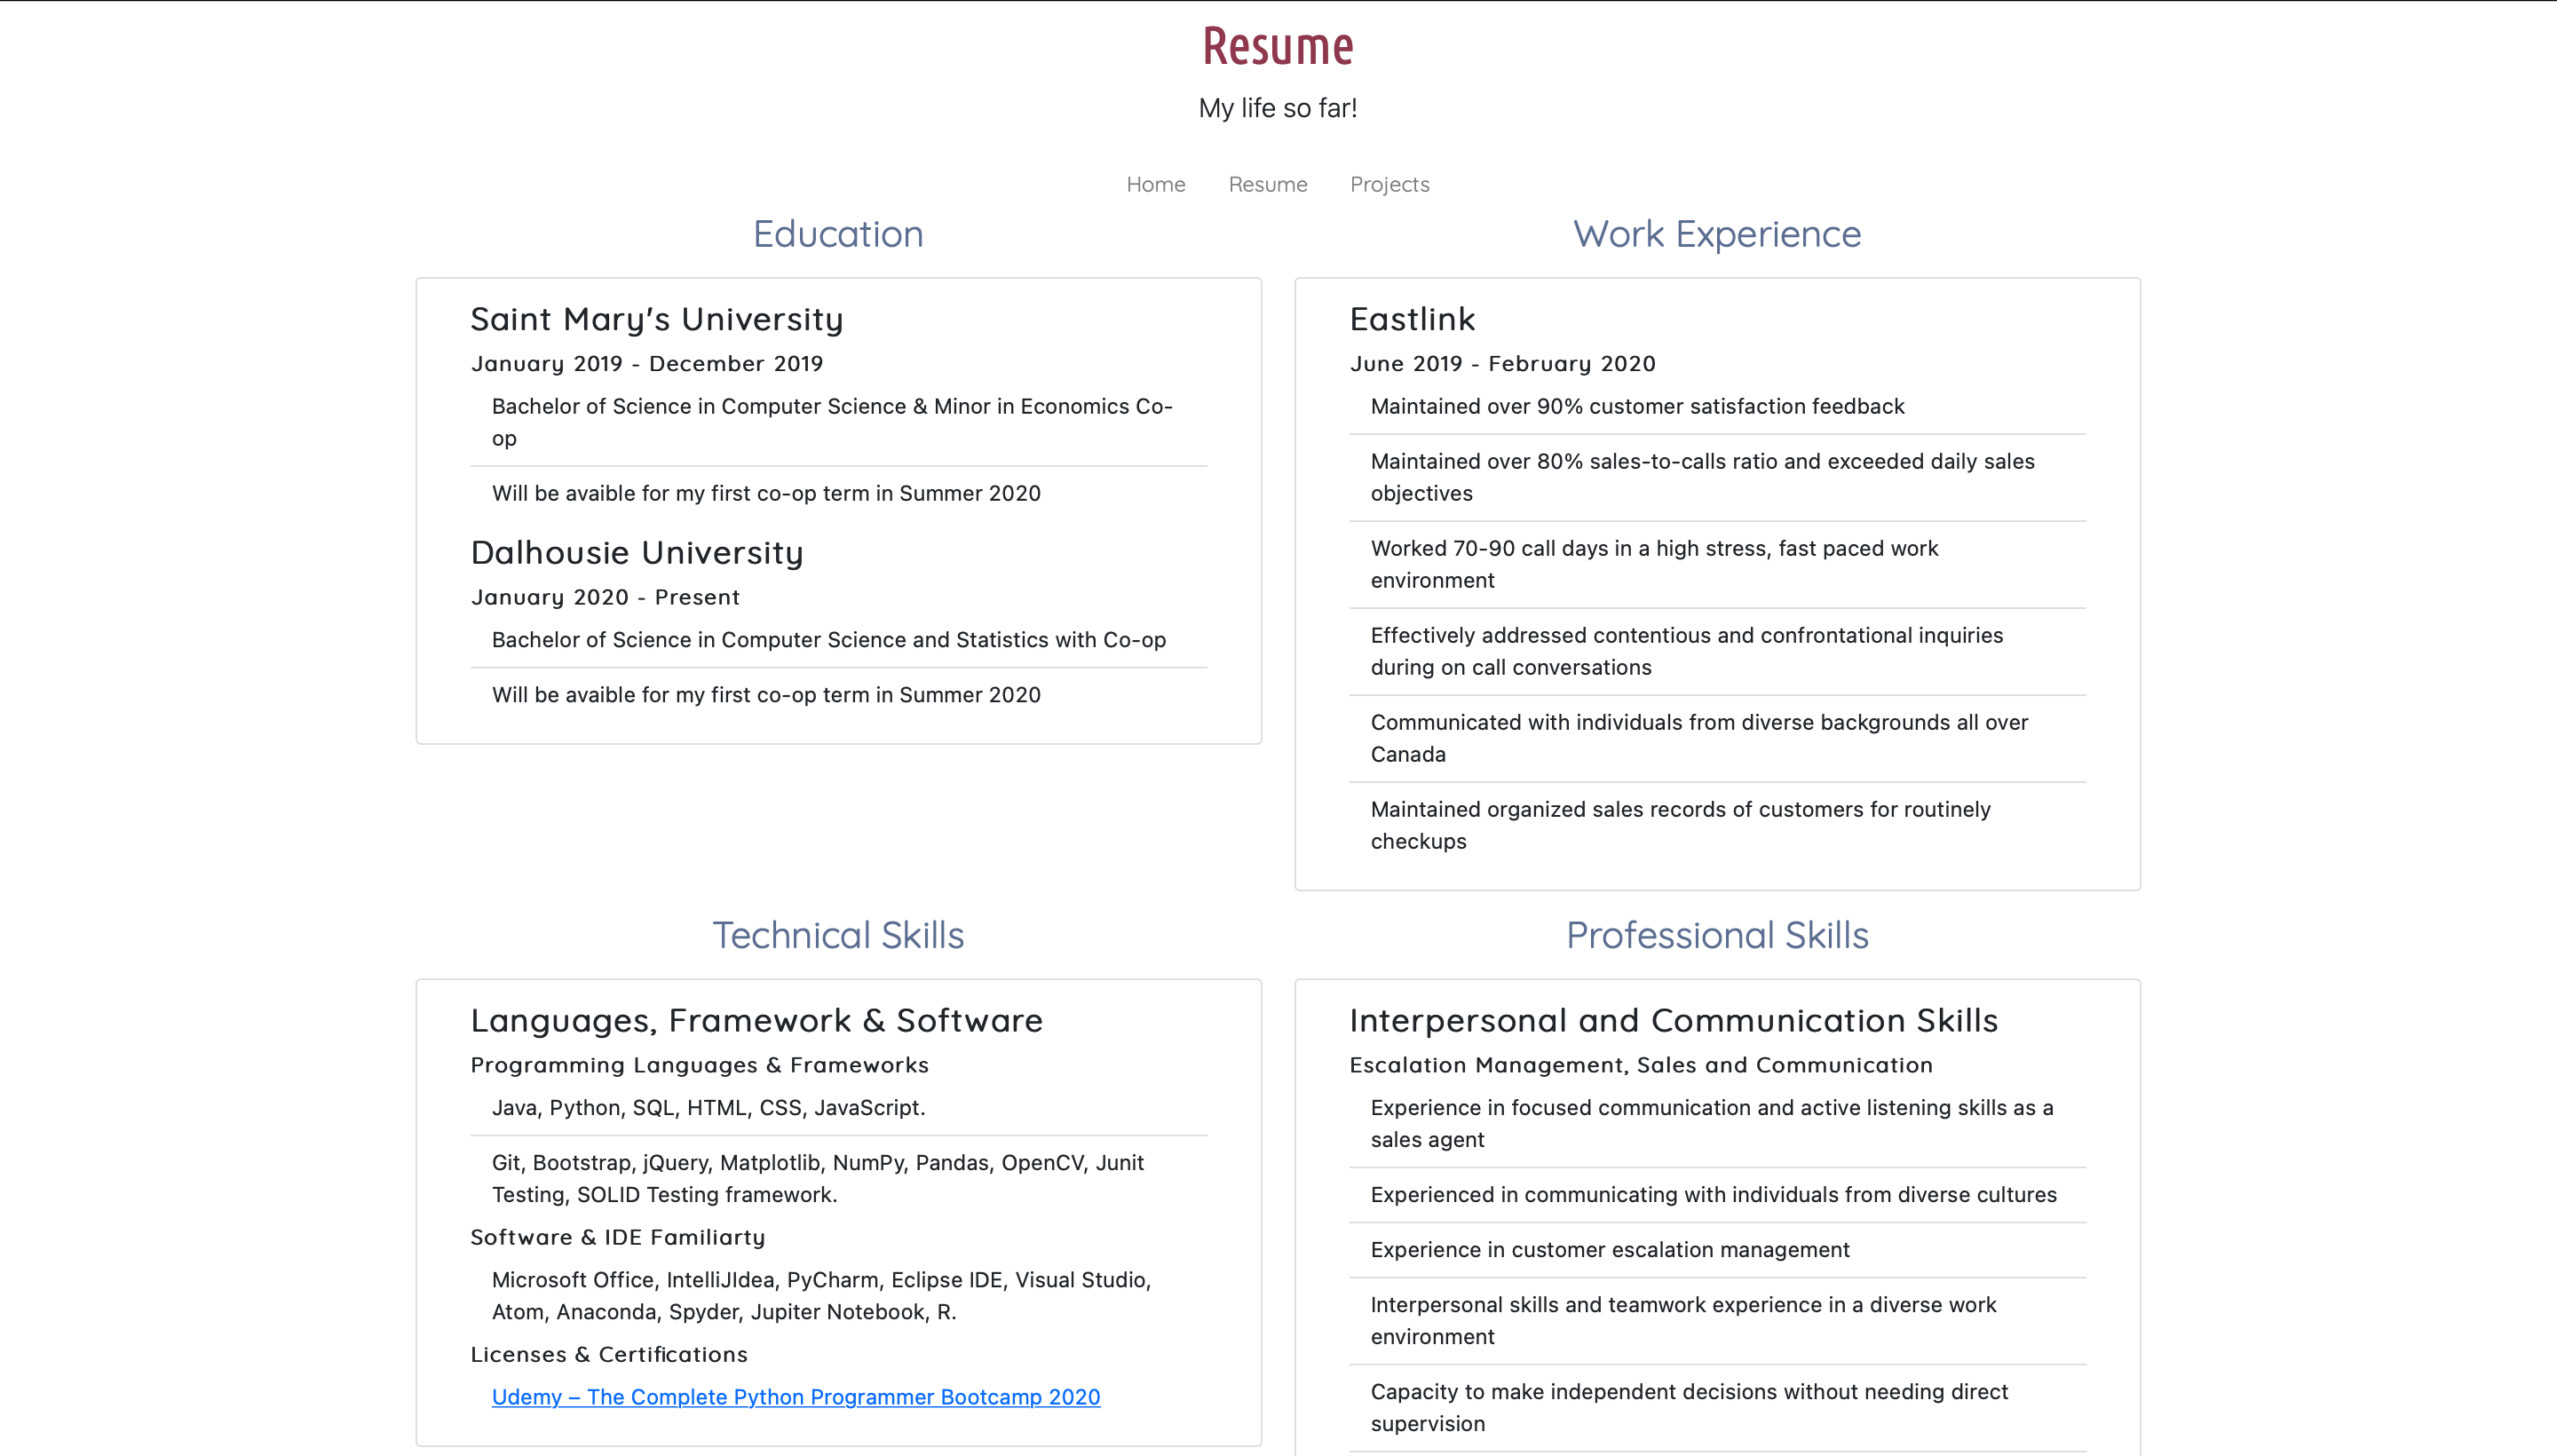 Resume
My life so far!
Home Resume Projects
Education
Saint Mary's University
January 2019 - December 2019
Bachelor of Science in Computer Science & Minor in Economics Co-
op
Will be avaible for my first co-op term in Summer 2020
Dalhousie University
January 2020 - Present
Bachelor of Science in Computer Science and Statistics with Co-op
Will be avaible for my first co-op term in Summer 2020
Work Experience
Eastlink
June 2019 - February 2020
Maintained over 90% customer satisfaction feedback
Maintained over 80% sales-to-calls ratio and exceeded daily sales
objectives
Worked 70-90 call days in a high stress, fast paced work
environment
Effectively addressed contentious and confrontational inquiries
during on call conversations
Communicated with individuals from diverse backgrounds all over
Canada
Maintained organized sales records of customers for routinely
checkups
Technical Skills
Languages, Framework & Software
Programming Languages & Frameworks
Java, Python, SQL, HTML, CSS, JavaScript.
Git, Bootstrap, jQuery, Matplotlib, NumPy, Pandas, OpenCV, Junit
Testing, SOLID Testing framework.
Software & IDE Familiarty
Microsoft Office, IntelliJIdea, PyCharm, Eclipse IDE, Visual Studio,
Atom, Anaconda, Spyder, Jupiter Notebook, R.
Licenses & Certifications
Udemy – The Complete Python Programmer Bootcamp 2020
Professional Skills
Interpersonal and Communication Skills
Escalation Management, Sales and Communication
Experience in focused communication and active listening skills as a
sales agent
Experienced in communicating with individuals from diverse cultures
Experience in customer escalation management
Interpersonal skills and teamwork experience in a diverse work
environment
Capacity to make independent decisions without needing direct
supervision